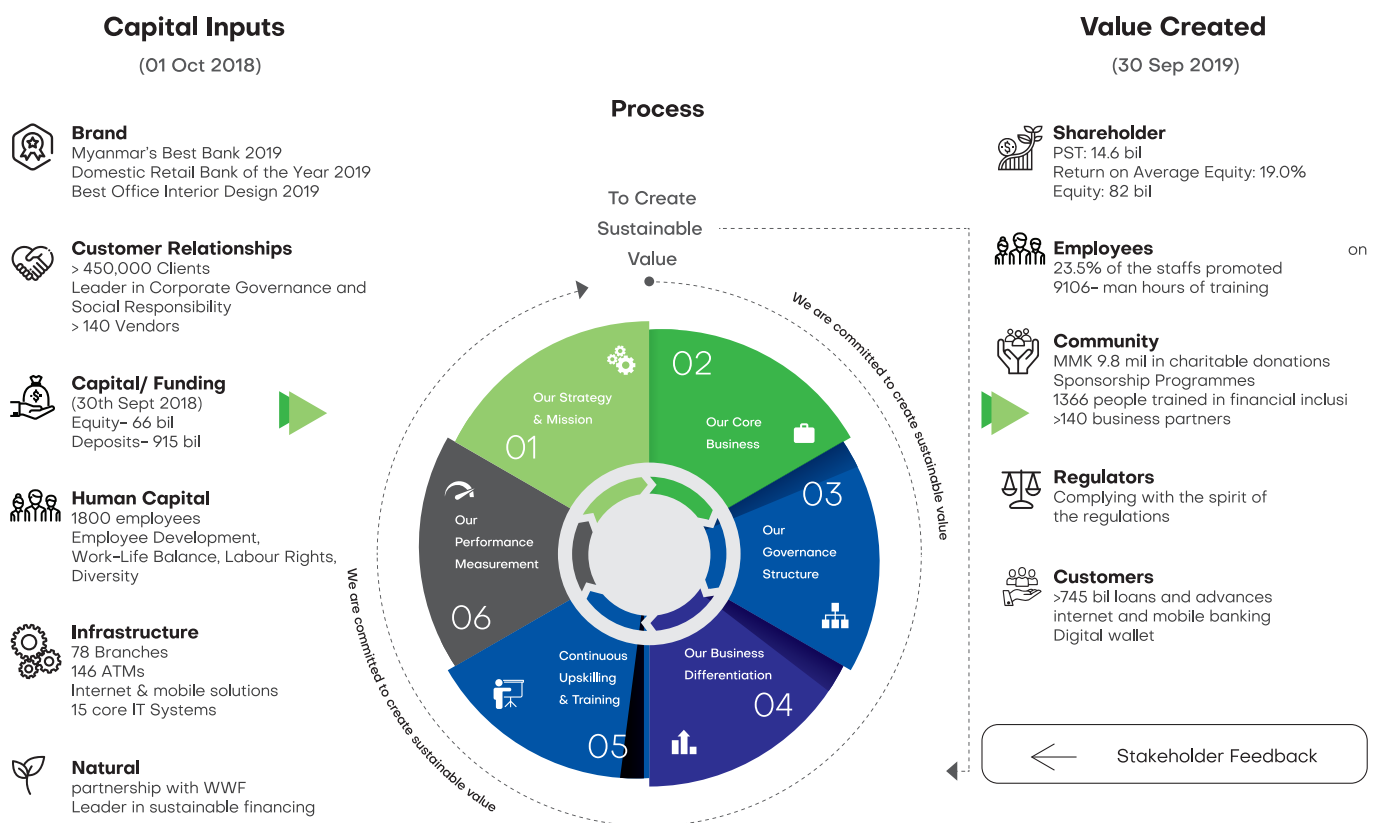 Capital Inputs
(01 Oct 2018)
Brand
Myanmar's Best Bank 2019
Domestic Retail Bank of the Year 2019
Best Office Interior Design 2019
Customer Relationships
> 450,000 Clients
Leader in Corporate Governance and
Social Responsibility
> 140 Vendors
Capital/ Funding
(30th Sept 2018)
Equity- 66 bil
Deposits- 915 bil
Human Capital
1800 employees
Employee Development,
Work-Life Balance, Labour Rights,
Diversity
Infrastructure
78 Branches
146 ATMs
Internet & mobile solutions
15 core IT Systems
Natural
partnership with WWF
Leader in sustainable financing
Process
To Create
Sustainable
Value
We are committed to create sustainable value
We are committed to create sustainable value
Our Strategy
& Mission
01
02
Our Core
Business
03
Our
Governance
Structure
Our Business
Differentiation
04
Continuous
Upskilling
& Training
05
Our
Performance
Measurement
06
Value Created
(30 Sep 2019)
Shareholder
PST: 14.6 bil
Return on Average Equity: 19.0%
Equity: 82 bil
Employees on
23.5% of the staffs promoted
9106- man hours of training
Community
MMK 9.8 mil in charitable donations
Sponsorship Programmes
1366 people trained in financial inclusi
>140 business partners
Regulators
Complying with the spirit of
the regulations
Customers
>745 bil loans and advances
internet and mobile banking
Digital wallet
Stakeholder Feedback